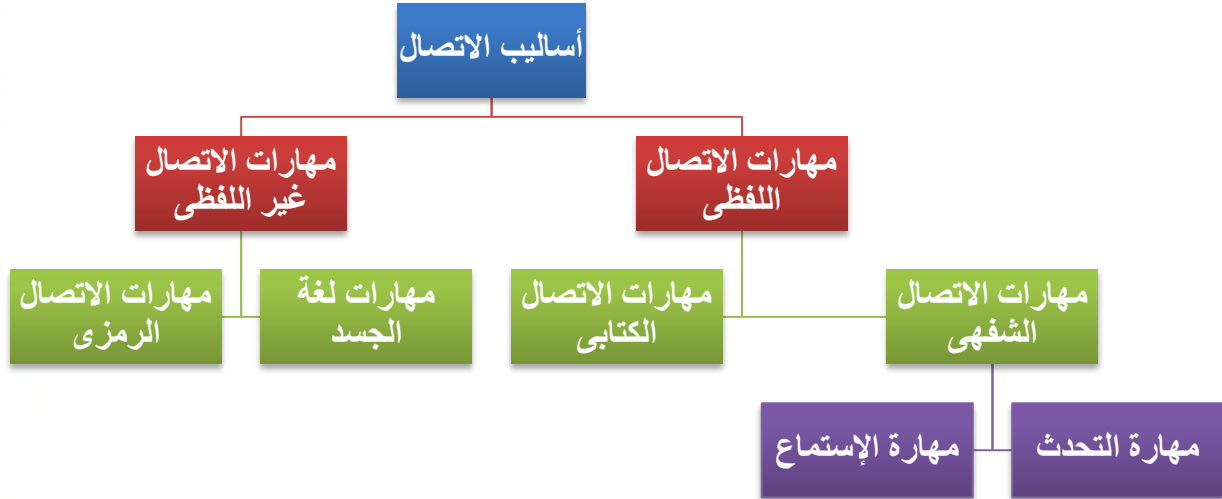 أساليب الاتصال
مهارات الاتصال
اللفظى
مهارات الاتصال
غير اللفظى
مهارات الاتصال
الشفهى
مهارات الاتصال
الكتابى
مهارات لغة
الجسد
مهارات الاتصال
الرمزى
مهارة التحدث
مهارة الإستماع